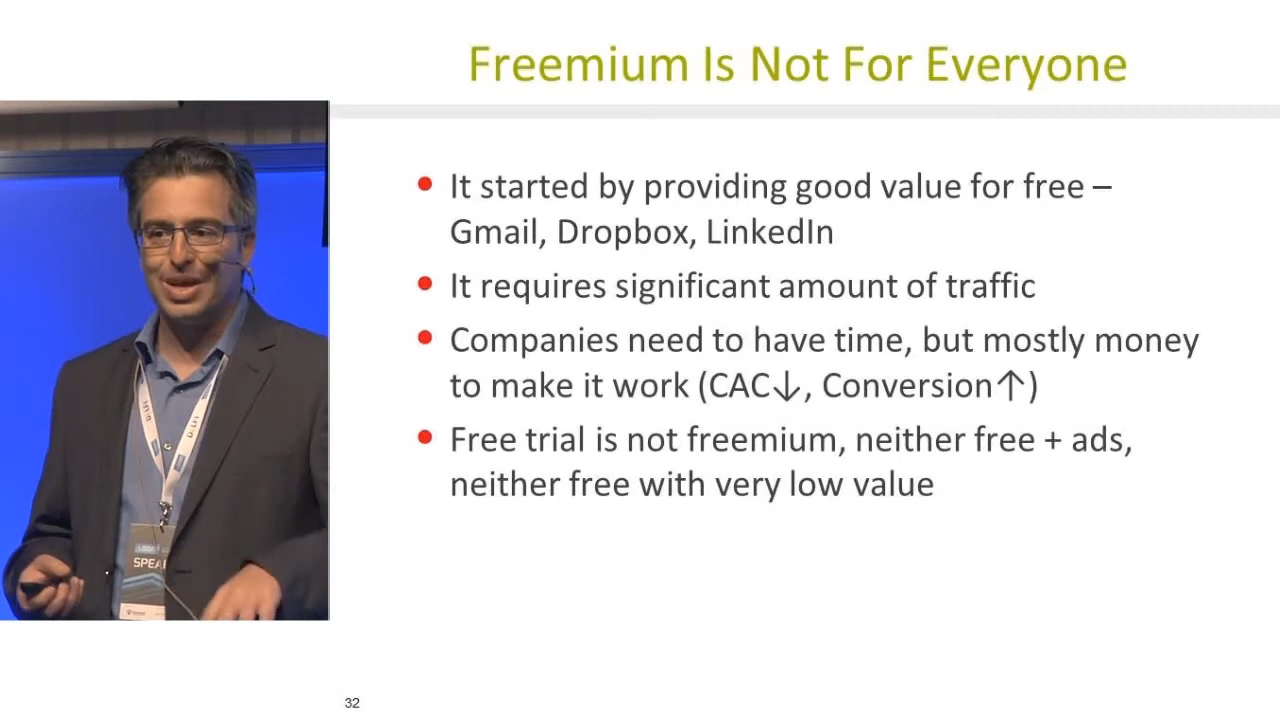 Freemium Is Not For Everyone
• It started by providing good value for free –
Gmail, Dropbox, LinkedIn
• It requires significant amount of traffic
• Companies need to have time, but mostly money
to make it work (CAC↓, Conversion↑)
• Free trial is not freemium, neither free + ads,
neither free with very low value
32